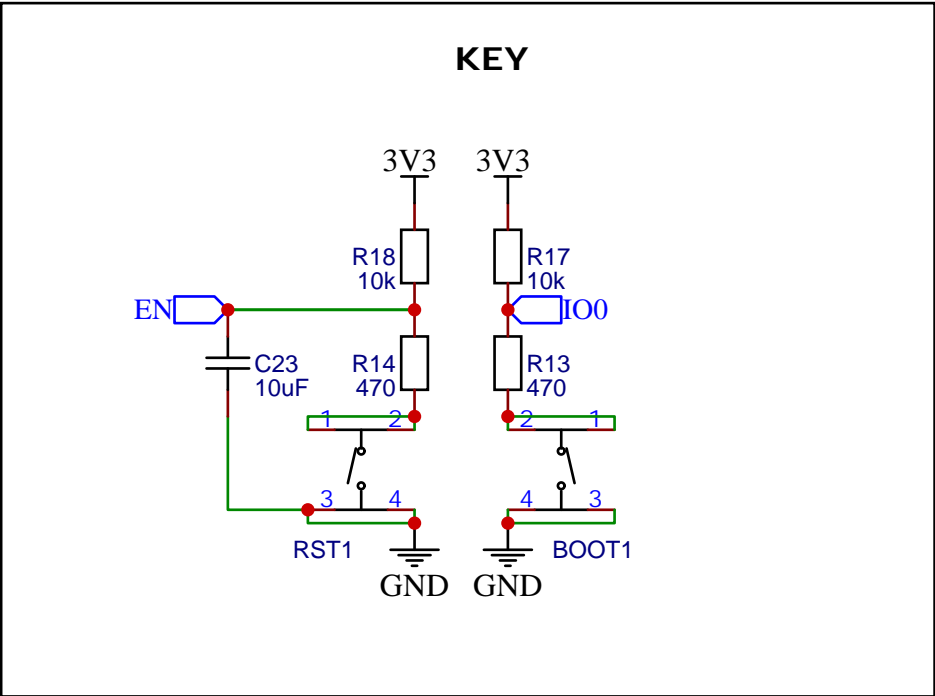 KEY
3V3 3V3
R18 R17
10k 10k
EN IO0
C23 R14 R13
10uF 470 470
1 2 2 1
3 4 4 3
RST1 BOOT1
GND GND